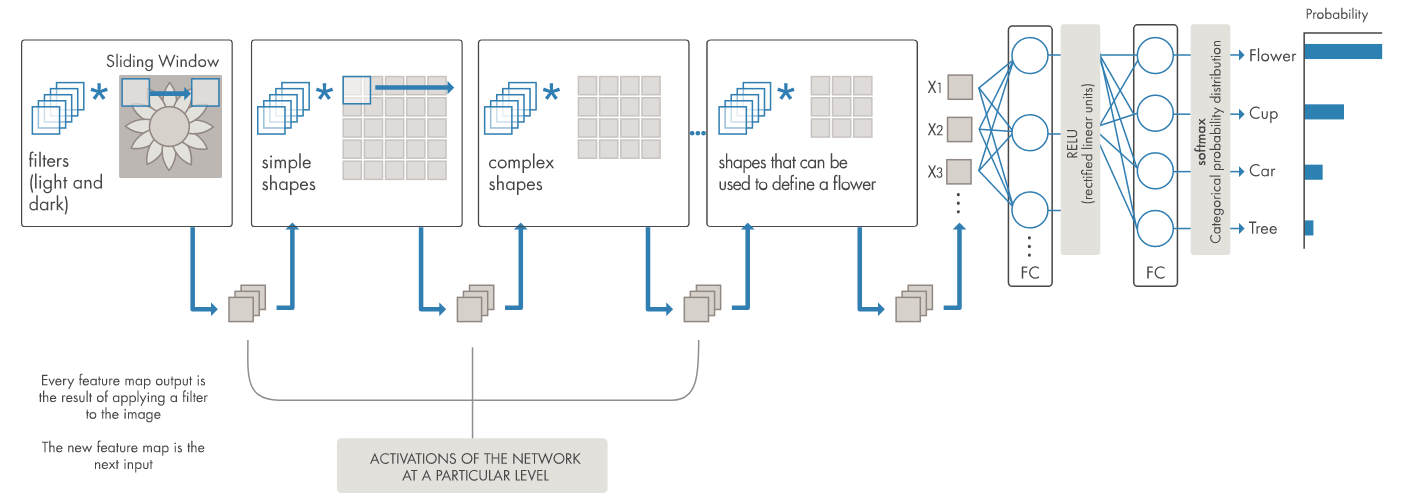 Sliding Window
*
filters
(light and
dark)
*
simple
shapes
*
complex
shapes
*
shapes that can be
used to define a flower
X1
X2
X3
FC
RELU
(rectified linear units)
FC
softmax
Categorical probability distribution
Probability
Flower
Cup
Car
Tree
Every feature map output is
the result of applying a filter
to the image
The new feature map is the
next input
ACTIVATIONS OF THE NETWORK
AT A PARTICULAR LEVEL